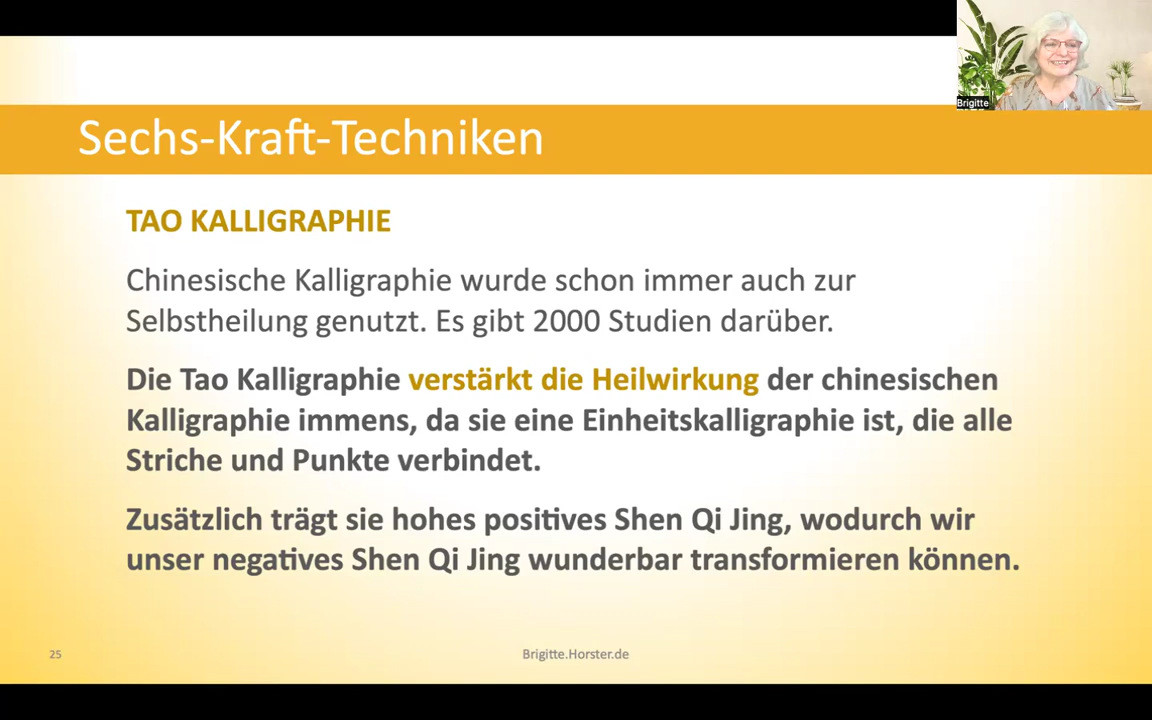 Brigitte
Sechs-Kraft-Techniken
TAO KALLIGRAPHIE
Chinesische Kalligraphie wurde schon immer auch zur
Selbstheilung genutzt. Es gibt 2000 Studien darüber.
Die Tao Kalligraphie verstärkt die Heilwirkung der chinesischen
Kalligraphie immens, da sie eine Einheitskalligraphie ist, die alle
Striche und Punkte verbindet.
Zusätzlich trägt sie hohes positives Shen Qi Jing, wodurch wir
unser negatives Shen Qi Jing wunderbar transformieren können.
25
Brigitte.Horster.de